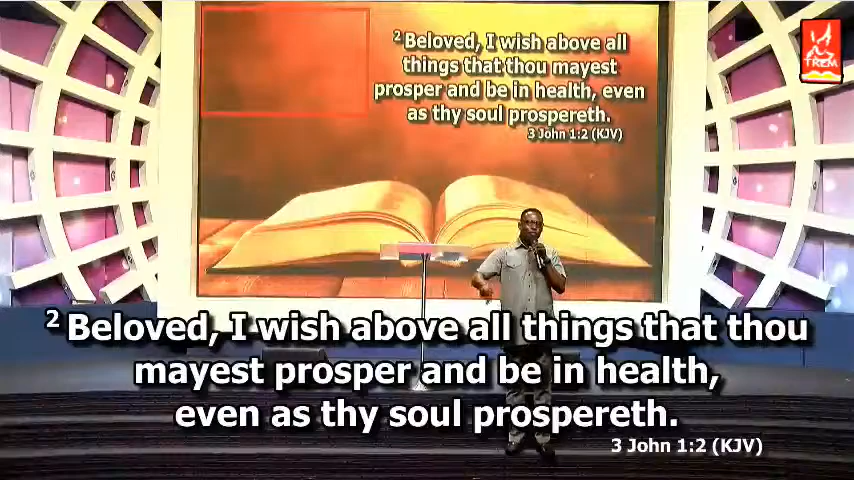 2 Beloved, I wish above all
things that thou mayest
prosper and be in health, even
as thy soul prospereth.
3 John 1:2 (KJV)
TREM
2 Beloved, I wish above all things that thou
mayest prosper and be in health,
even as thy soul prospereth.
3 John 1:2 (KJV)